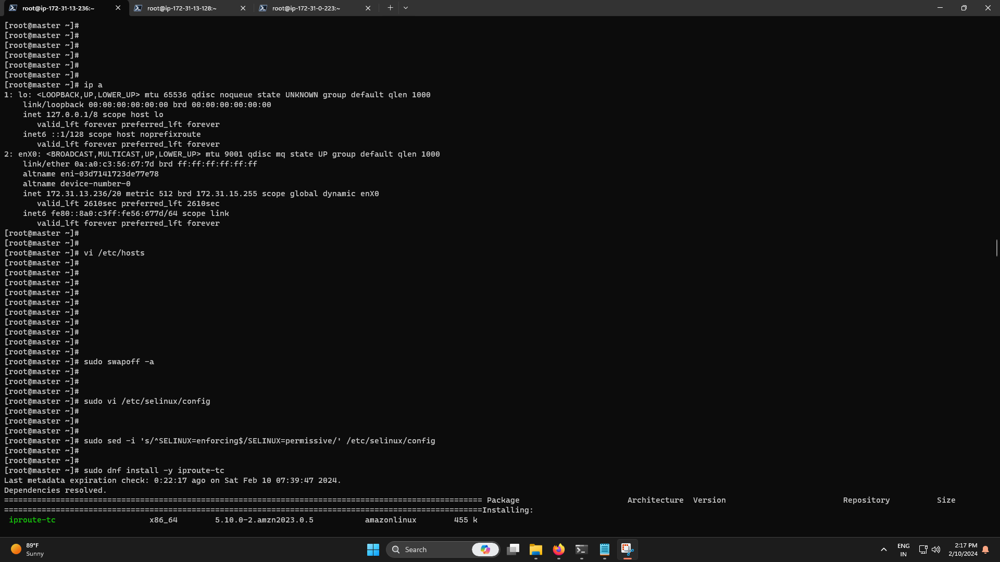 root@ip-172-31-13-236:~
root@ip-172-31-13-128:~
root@ip-172-31-0-223:~
[root@master ~]#
[root@master ~]#
[root@master ~]#
[root@master ~]#
[root@master ~]#
[root@master ~]#
[root@master ~]# ip a
1: lo: <LOOPBACK,UP,LOWER_UP> mtu 65536 qdisc noqueue state UNKNOWN group default qlen 1000
    link/loopback 00:00:00:00:00:00 brd 00:00:00:00:00:00
    inet 127.0.0.1/8 scope host lo
       valid_lft forever preferred_lft forever
    inet6 ::1/128 scope host noprefixroute
       valid_lft forever preferred_lft forever
2: enX0: <BROADCAST,MULTICAST,UP,LOWER_UP> mtu 9001 qdisc mq state UP group default qlen 1000
    link/ether 0a:a0:c3:56:67:7d brd ff:ff:ff:ff:ff:ff
    altname eni-03d7141723de77e78
    altname device-number-0
    inet 172.31.13.236/20 metric 512 brd 172.31.15.255 scope global dynamic enX0
       valid_lft 2610sec preferred_lft 2610sec
    inet6 fe80::8a0:c3ff:fe56:677d/64 scope link
       valid_lft forever preferred_lft forever
[root@master ~]#
[root@master ~]#
[root@master ~]# vi /etc/hosts
[root@master ~]#
[root@master ~]#
[root@master ~]#
[root@master ~]#
[root@master ~]#
[root@master ~]#
[root@master ~]#
[root@master ~]#
[root@master ~]#
[root@master ~]#
[root@master ~]# sudo swapoff -a
[root@master ~]#
[root@master ~]#
[root@master ~]#
[root@master ~]# sudo vi /etc/selinux/config
[root@master ~]#
[root@master ~]#
[root@master ~]#
[root@master ~]# sudo sed -i 's/^SELINUX=enforcing$/SELINUX=permissive/' /etc/selinux/config
[root@master ~]#
[root@master ~]#
[root@master ~]# sudo dnf install -y iproute-tc
Last metadata expiration check: 0:22:17 ago on Sat Feb 10 07:39:47 2024.
Dependencies resolved.
====================================================================================================== Package                       Architecture  Version                         Repository          Size
======================================================================================================Installing:
 iproute-tc                    x86_64        5.10.0-2.amzn2023.0.5           amazonlinux        455 k
89°F
Sunny
Search
ENG
IN
2:17 PM
2/10/2024